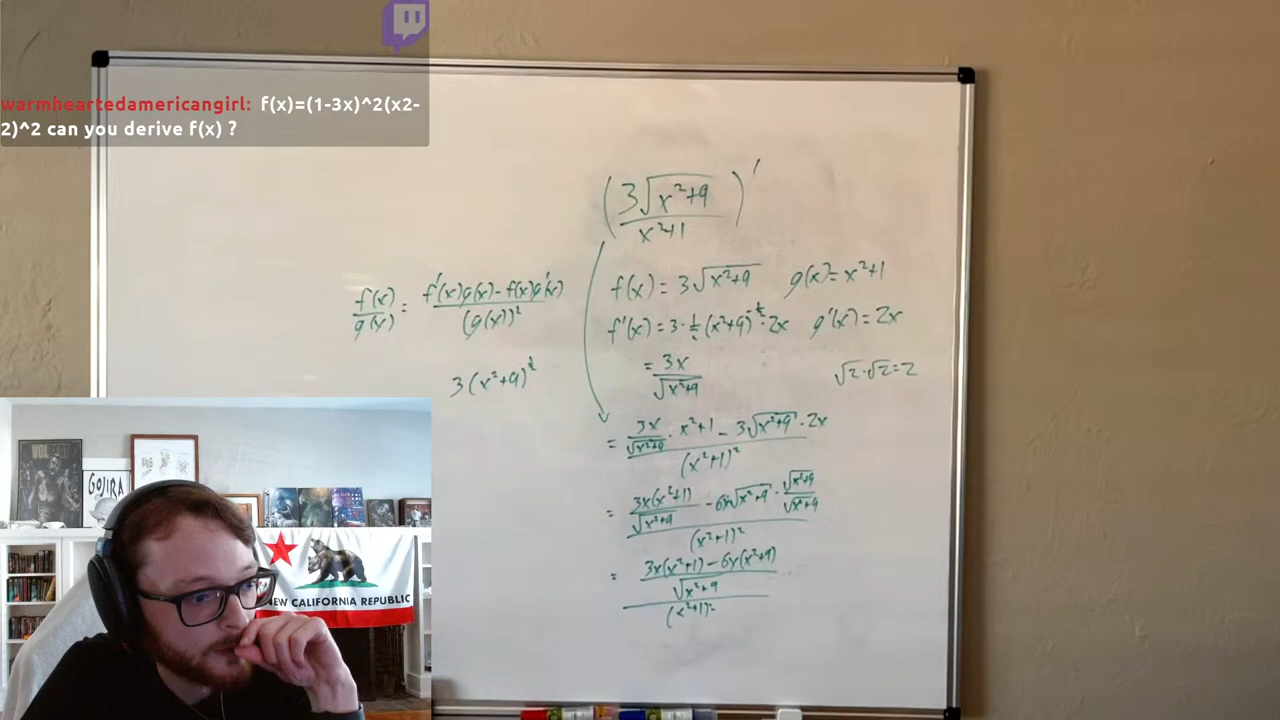 warmheartedamericangirl: f(x)=(1-3x)^2(x2-
2)^2 can you derive f(x) ?
(3√(x²+9) / (x²+1))′
f(x) = 3√(x²+9) g(x) = x²+1
f(x)/g(x) = (f′(x)g(x) - f(x)g′(x)) / (g(x))²
f′(x) = 3·½(x²+9)^-½·2x g′(x) = 2x
= 3x/√(x²+9)
√2·√2=2
3(x²+9)^½
= (3x/√(x²+9) · x²+1 - 3√(x²+9)·2x) / (x²+1)²
= (3x(x²+1)/√(x²+9) - 6x√(x²+9) · √(x²+9)/√(x²+9)) / (x²+1)²
= ((3x(x²+1) - 6x(x²+9))/√(x²+9)) / (x²+1)²
VOL
GOJIRA
NEW CALIFORNIA REPUBLIC